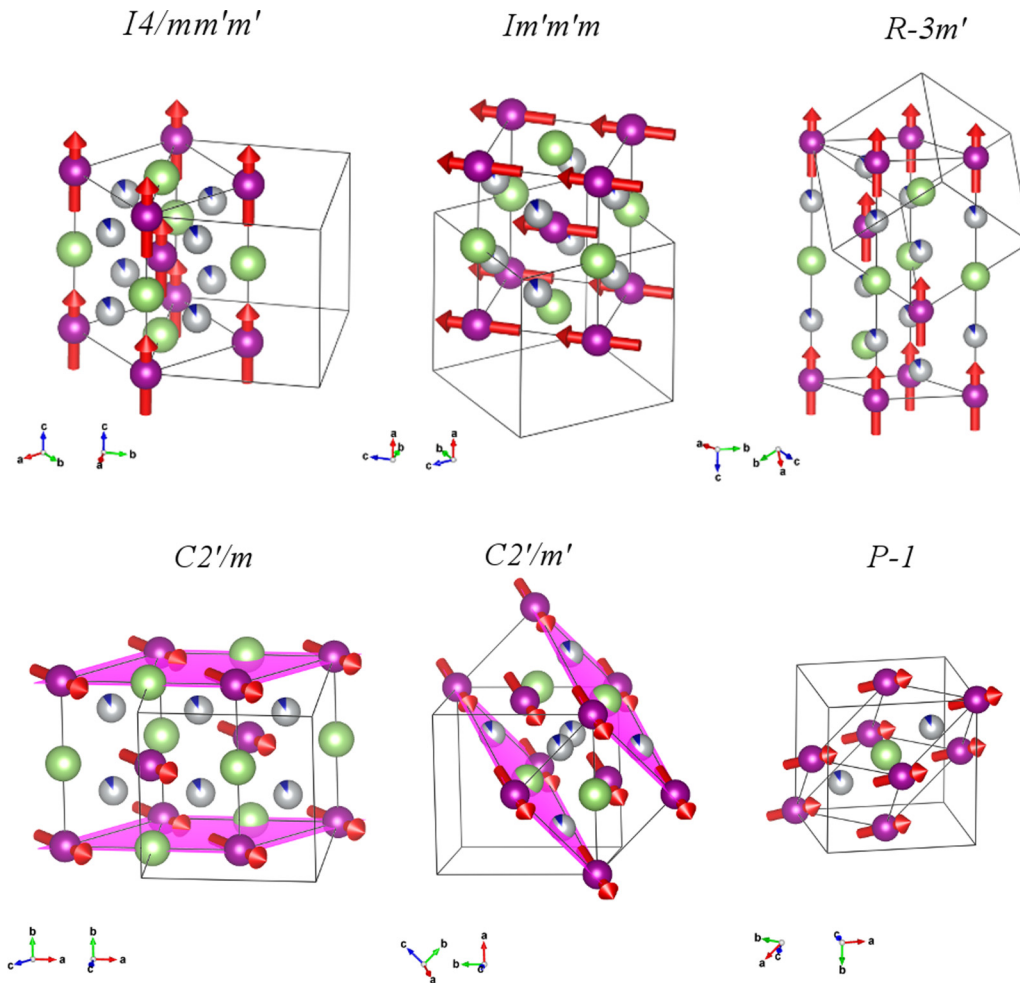 I4/mm'm' Im'm'm R-3m'
c a b c a b
a b c a b c
a b c b a c
C2'/m C2'/m' P-1
b c a b c a
c b a a b c
b a c c a b